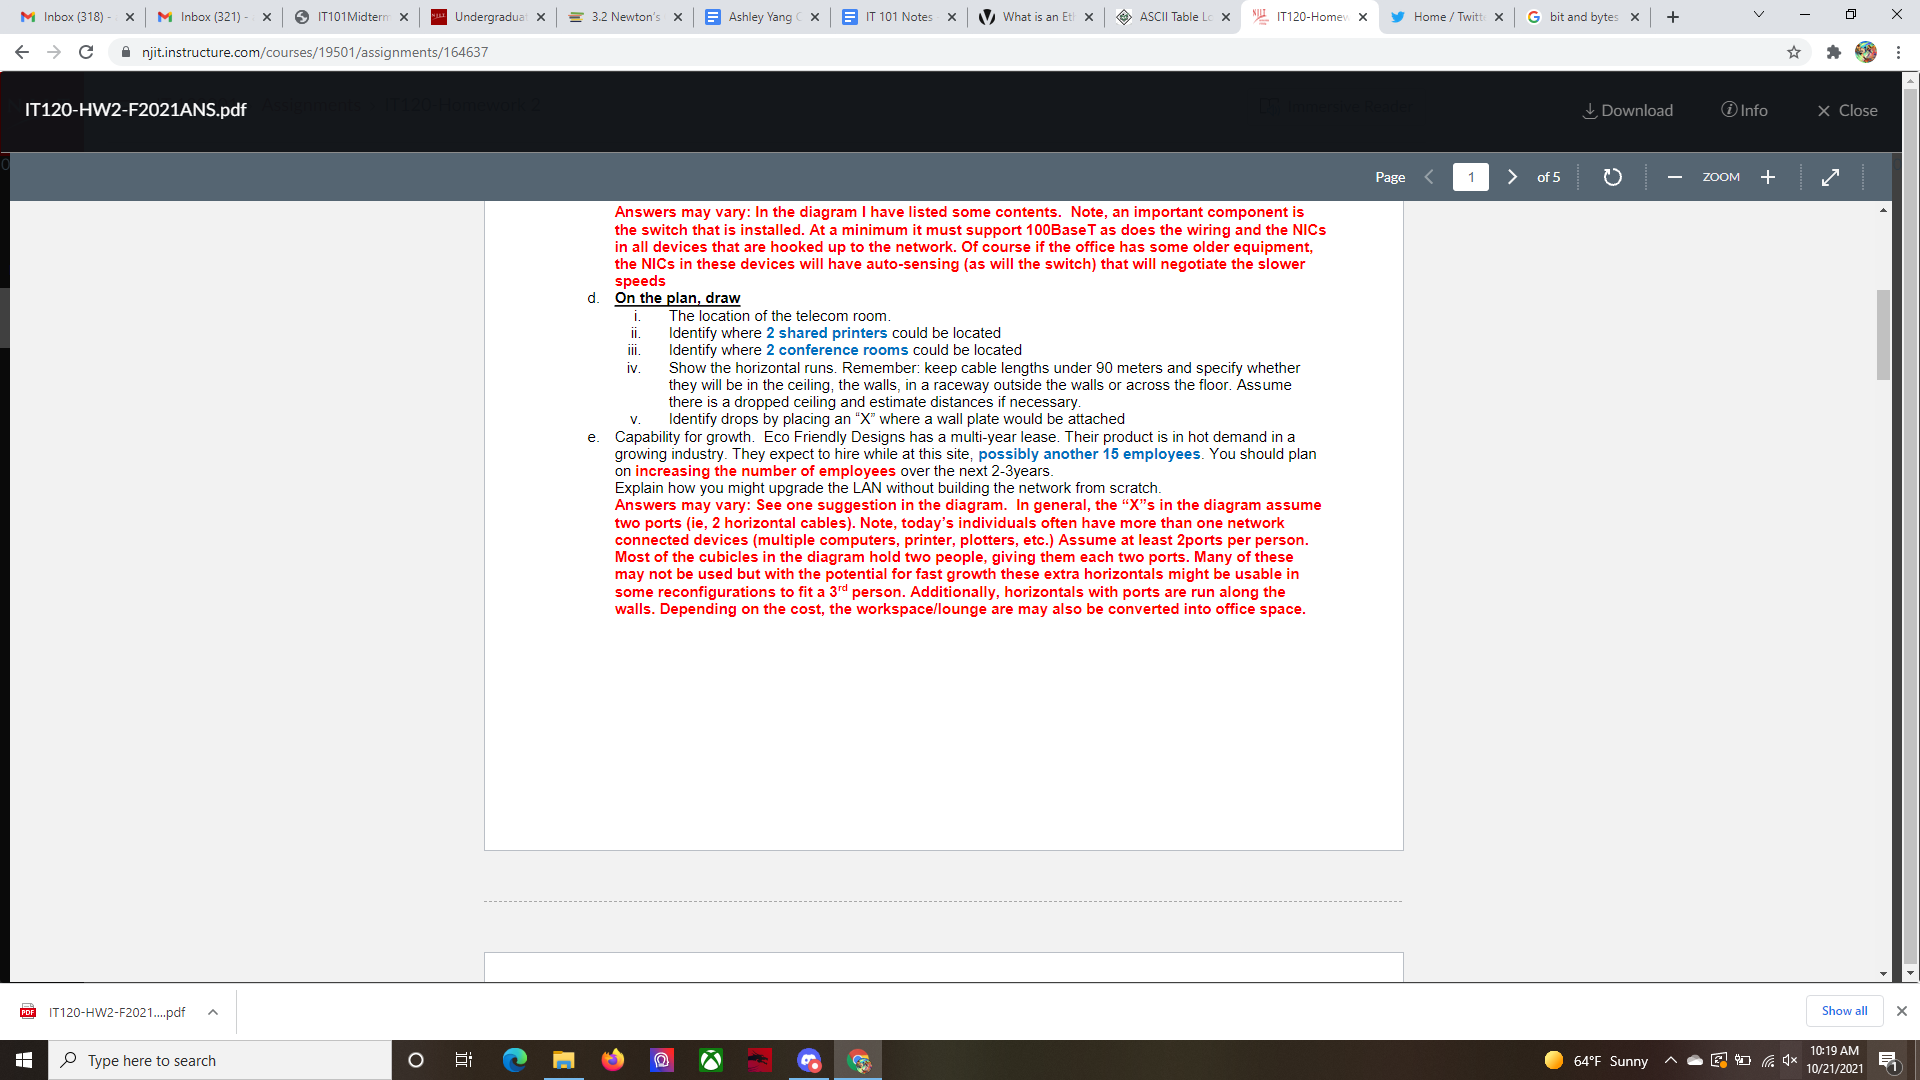 Inbox (318) -
Inbox (321) -
IT101Midterm
Undergradua
3.2 Newton's
Ashley Yang C
IT 101 Notes
What is an Et
ASCII Table Lo
IT120-Homew
Home / Twitt
bit and bytes
njit.instructure.com/courses/19501/assignments/164637
IT120-HW2-F2021ANS.pdf
Assignments
IT120-Homework 2
Immersive Reader
Download
Info
Close
Page 1 of 5
ZOOM
Answers may vary: In the diagram I have listed some contents. Note, an important component is
the switch that is installed. At a minimum it must support 100BaseT as does the wiring and the NICs
in all devices that are hooked up to the network. Of course if the office has some older equipment,
the NICs in these devices will have auto-sensing (as will the switch) that will negotiate the slower
speeds
d. On the plan, draw
i. The location of the telecom room.
ii. Identify where 2 shared printers could be located
iii. Identify where 2 conference rooms could be located
iv. Show the horizontal runs. Remember: keep cable lengths under 90 meters and specify whether
they will be in the ceiling, the walls, in a raceway outside the walls or across the floor. Assume
there is a dropped ceiling and estimate distances if necessary.
v. Identify drops by placing an “X” where a wall plate would be attached
e. Capability for growth. Eco Friendly Designs has a multi-year lease. Their product is in hot demand in a
growing industry. They expect to hire while at this site, possibly another 15 employees. You should plan
on increasing the number of employees over the next 2-3years.
Explain how you might upgrade the LAN without building the network from scratch.
Answers may vary: See one suggestion in the diagram. In general, the “X”s in the diagram assume
two ports (ie, 2 horizontal cables). Note, today’s individuals often have more than one network
connected devices (multiple computers, printer, plotters, etc.) Assume at least 2ports per person.
Most of the cubicles in the diagram hold two people, giving them each two ports. Many of these
may not be used but with the potential for fast growth these extra horizontals might be usable in
some reconfigurations to fit a 3rd person. Additionally, horizontals with ports are run along the
walls. Depending on the cost, the workspace/lounge are may also be converted into office space.
IT120-HW2-F2021....pdf
Show all
Type here to search
64°F Sunny
10:19 AM
10/21/2021
1